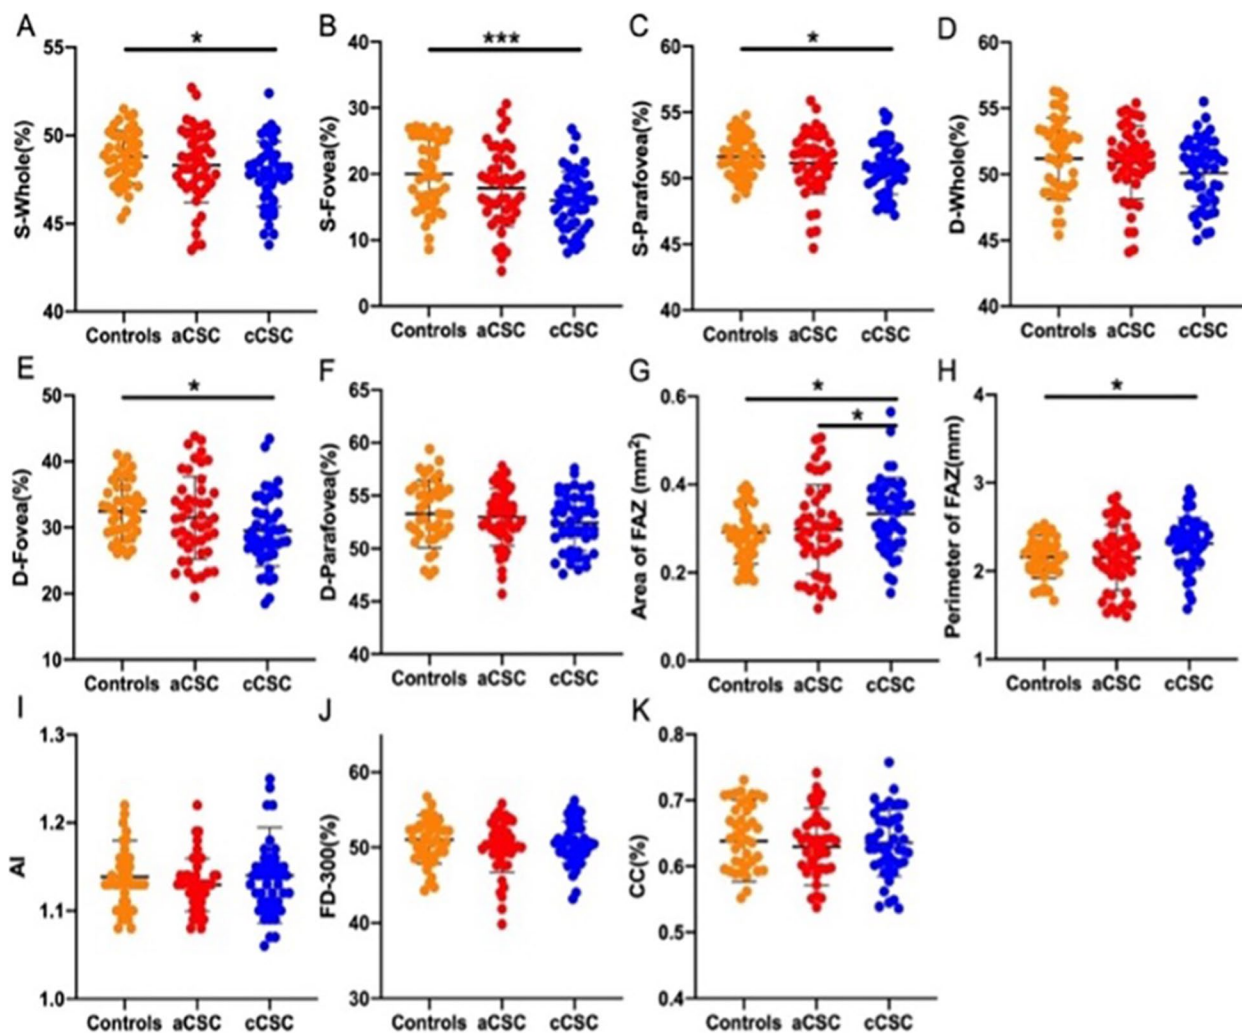 A
S-Whole(%)
55
50
45
40
*
Controls aCSC cCSC
B
S-Fovea(%)
40
30
20
10
0
***
Controls aCSC cCSC
C
S-Parafovea(%)
60
55
50
45
40
*
Controls aCSC cCSC
D
D-Whole(%)
60
55
50
45
40
Controls aCSC cCSC
E
D-Fovea(%)
50
40
30
20
10
*
Controls aCSC cCSC
F
D-Parafovea(%)
65
60
55
50
45
40
Controls aCSC cCSC
G
Area of FAZ (mm²)
0.6
0.4
0.2
0.0
*
*
Controls aCSC cCSC
H
Perimeter of FAZ(mm)
4
3
2
1
*
Controls aCSC cCSC
I
AI
1.3
1.2
1.1
1.0
Controls aCSC cCSC
J
FD-300(%)
60
50
40
30
Controls aCSC cCSC
K
CC(%)
0.8
0.7
0.6
0.5
0.4
Controls aCSC cCSC